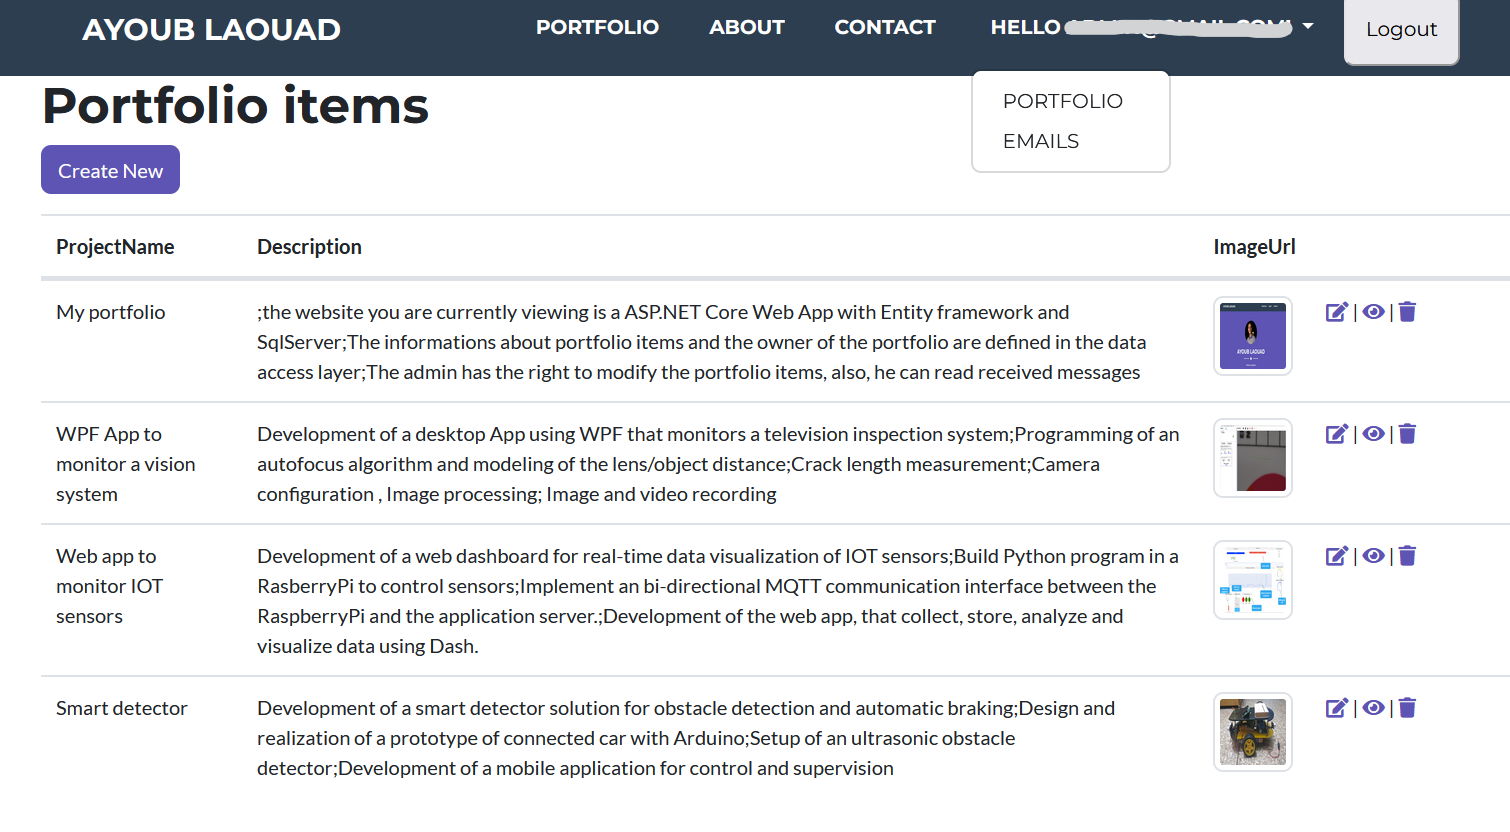 AYOUB LAOUAD
PORTFOLIO
ABOUT
CONTACT
HELLO
Logout
PORTFOLIO
EMAILS
Portfolio items
Create New
ProjectName
Description
ImageUrl
My portfolio
;the website you are currently viewing is a ASP.NET Core Web App with Entity framework and
SqlServer;The informations about portfolio items and the owner of the portfolio are defined in the data
access layer;The admin has the right to modify the portfolio items, also, he can read received messages
AYOUB LAOUAD
| |
WPF App to
monitor a vision
system
Development of a desktop App using WPF that monitors a television inspection system;Programming of an
autofocus algorithm and modeling of the lens/object distance;Crack length measurement;Camera
configuration , Image processing; Image and video recording
| |
Web app to
monitor IOT
sensors
Development of a web dashboard for real-time data visualization of IOT sensors;Build Python program in a
RasberryPi to control sensors;Implement an bi-directional MQTT communication interface between the
RaspberryPi and the application server.;Development of the web app, that collect, store, analyze and
visualize data using Dash.
| |
Smart detector
Development of a smart detector solution for obstacle detection and automatic braking;Design and
realization of a prototype of connected car with Arduino;Setup of an ultrasonic obstacle
detector;Development of a mobile application for control and supervision
| |